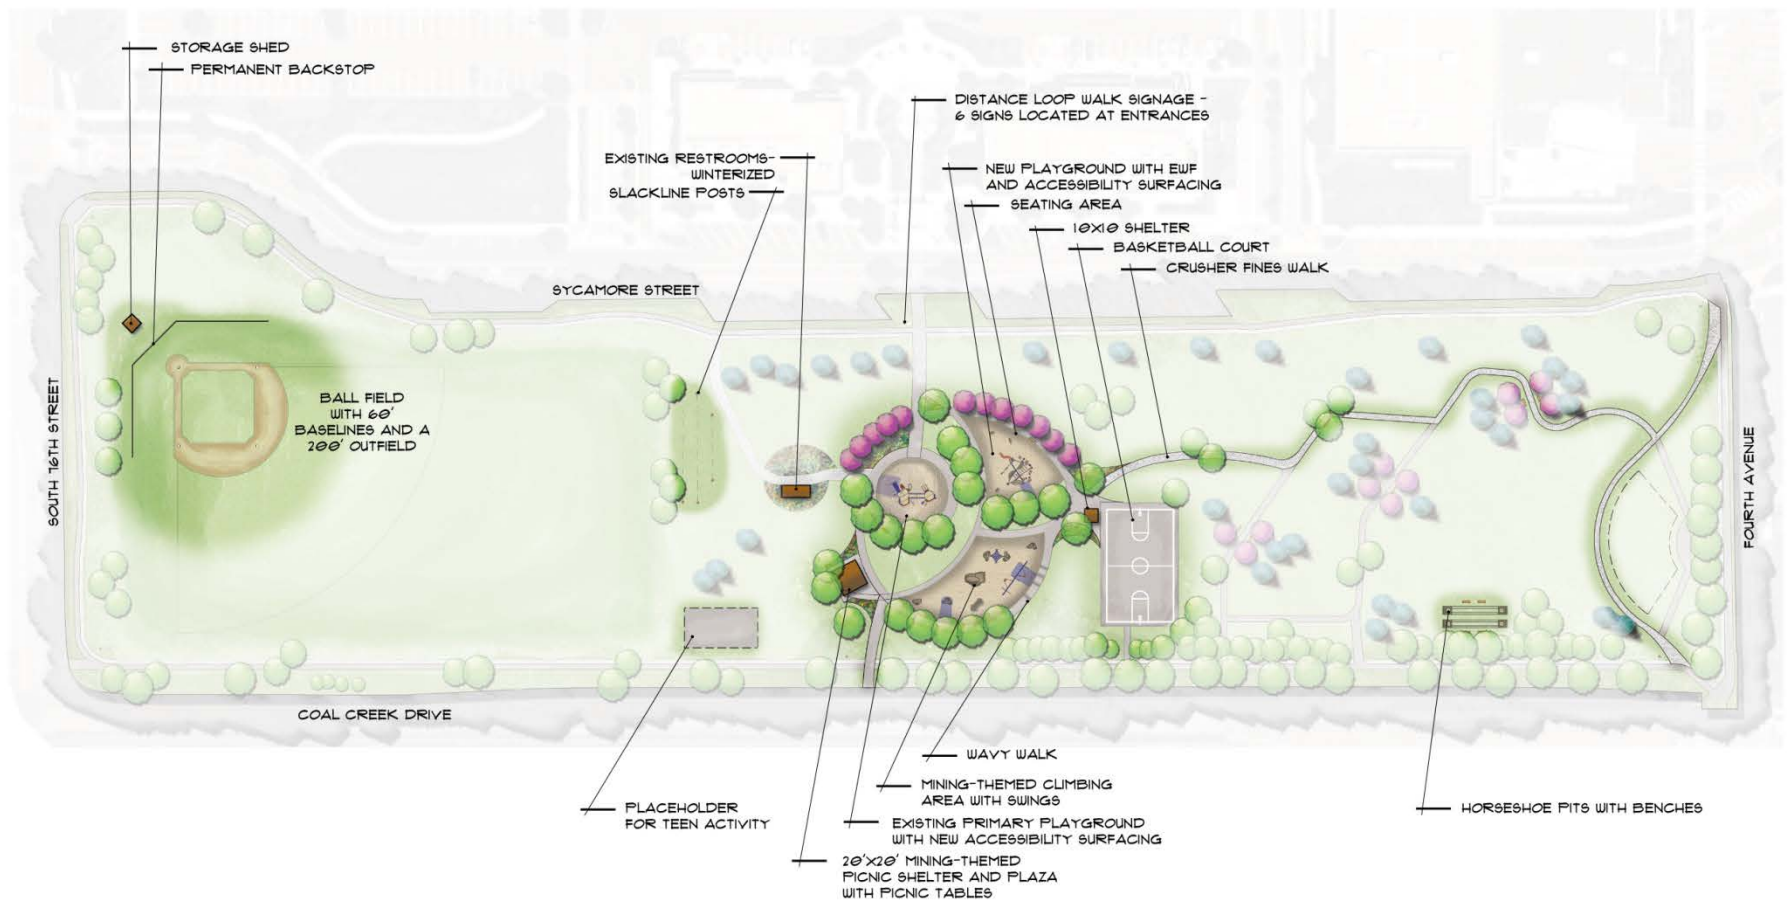 STORAGE SHED
PERMANENT BACKSTOP
DISTANCE LOOP WALK SIGNAGE -
6 SIGNS LOCATED AT ENTRANCES
EXISTING RESTROOMS-
WINTERIZED
SLACKLINE POSTS
NEW PLAYGROUND WITH EWF
AND ACCESSIBILITY SURFACING
SEATING AREA
10X10 SHELTER
BASKETBALL COURT
CRUSHER FINES WALK
SYCAMORE STREET
SOUTH 76TH STREET
BALL FIELD
WITH 60'
BASELINES AND A
200' OUTFIELD
FOURTH AVENUE
COAL CREEK DRIVE
WAVY WALK
MINING-THEMED CLIMBING
AREA WITH SWINGS
PLACEHOLDER
FOR TEEN ACTIVITY
EXISTING PRIMARY PLAYGROUND
WITH NEW ACCESSIBILITY SURFACING
20'X20' MINING-THEMED
PICNIC SHELTER AND PLAZA
WITH PICNIC TABLES
HORSESHOE PITS WITH BENCHES